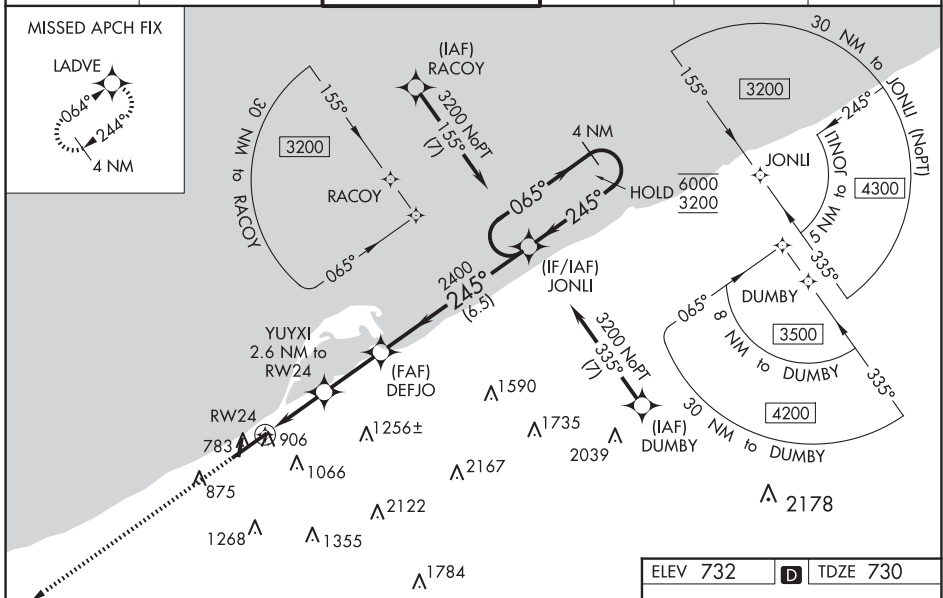 MISSED APCH FIX
LADVE
064°
244°
4 NM
(IAF)
RACOY
3200 NoPT
155°
(7)
30 NM to RACOY
3200
155°
RACOY
065°
4 NM
HOLD
6000
3200
065°
245°
(IF/IAF)
JONLI
2400
245°
(6.5)
30 NM to JONLI (NoPT)
155°
3200
245°
JONLI
5 NM to JONLI
4300
335°
DUMBY
065°
3500
8 NM to DUMBY
335°
4200
30 NM to DUMBY
3200 NoPT
335°
(7)
(IAF)
DUMBY
YUYXI
2.6 NM to
RW24
(FAF)
DEFJO
RW24
783
906
1256±
1590
1735
2039
1066
2167
875
2178
2122
1268
1355
1784
ELEV 732
D
TDZE 730